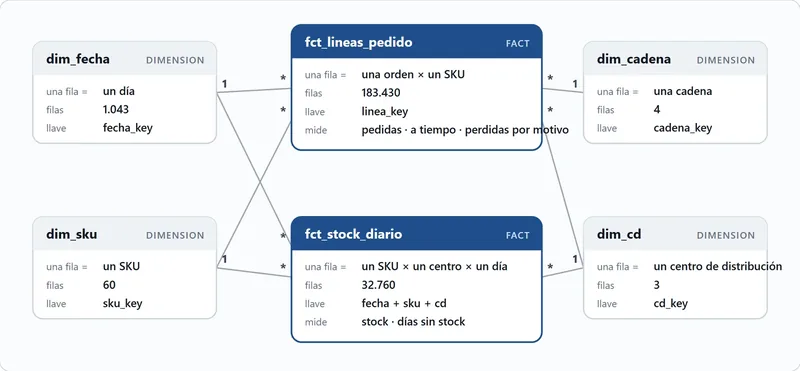 dim_fecha DIMENSION
una fila = un día
filas 1.043
llave fecha_key
1
*
*
fct_lineas_pedido FACT
una fila = una orden × un SKU
filas 183.430
llave linea_key
mide pedidas · a tiempo · perdidas por motivo
*
*
1
dim_cadena DIMENSION
una fila = una cadena
filas 4
llave cadena_key
dim_sku DIMENSION
una fila = un SKU
filas 60
llave sku_key
1
*
*
fct_stock_diario FACT
una fila = un SKU × un centro × un día
filas 32.760
llave fecha + sku + cd
mide stock · días sin stock
*
1
dim_cd DIMENSION
una fila = un centro de distribución
filas 3
llave cd_key